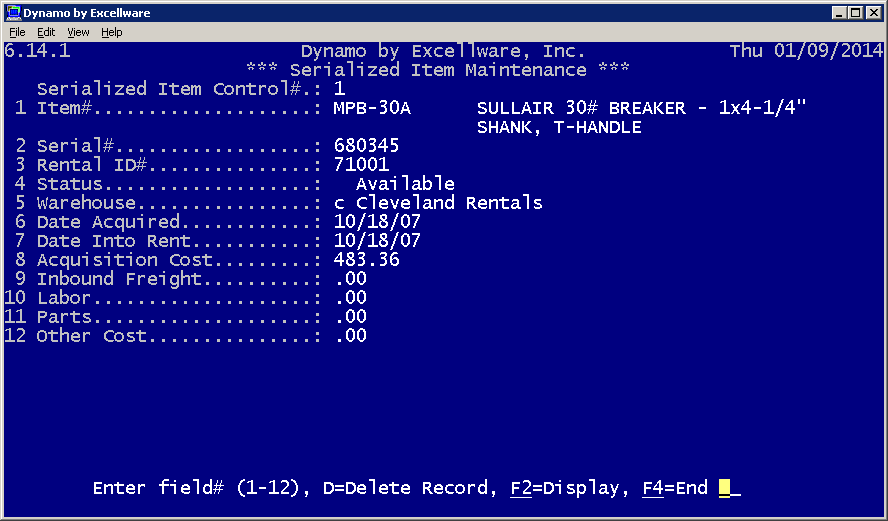 Dynamo by Excellware
File Edit View Help
6.14.1 Dynamo by Excellware, Inc. Thu 01/09/2014
*** Serialized Item Maintenance ***
Serialized Item Control#.: 1
1 Item#....................: MPB-30A SULLAIR 30# BREAKER - 1x4-1/4"
SHANK, T-HANDLE
2 Serial#..................: 680345
3 Rental ID#...............: 71001
4 Status...................: Available
5 Warehouse................: c Cleveland Rentals
6 Date Acquired............: 10/18/07
7 Date Into Rent...........: 10/18/07
8 Acquisition Cost.........: 483.36
9 Inbound Freight..........: .00
10 Labor....................: .00
11 Parts....................: .00
12 Other Cost...............: .00
Enter field# (1-12), D=Delete Record, F2=Display, F4=End